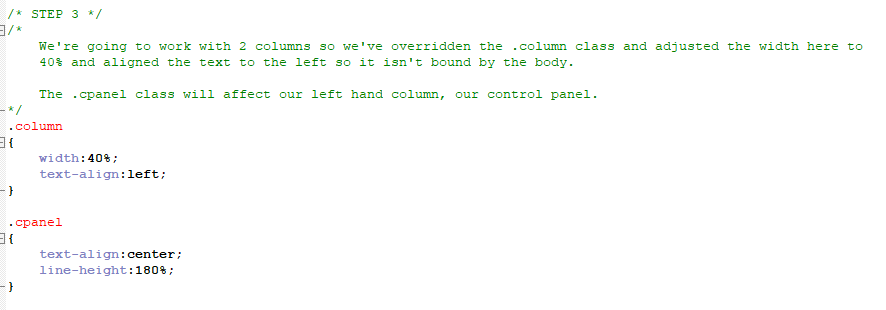 /* STEP 3 */
/*
We're going to work with 2 columns so we've overridden the .column class and adjusted the width here to
40% and aligned the text to the left so it isn't bound by the body.
The .cpanel class will affect our left hand column, our control panel.
*/
.column
{
width:40%;
text-align:left;
}
.cpanel
{
text-align:center;
line-height:180%;
}